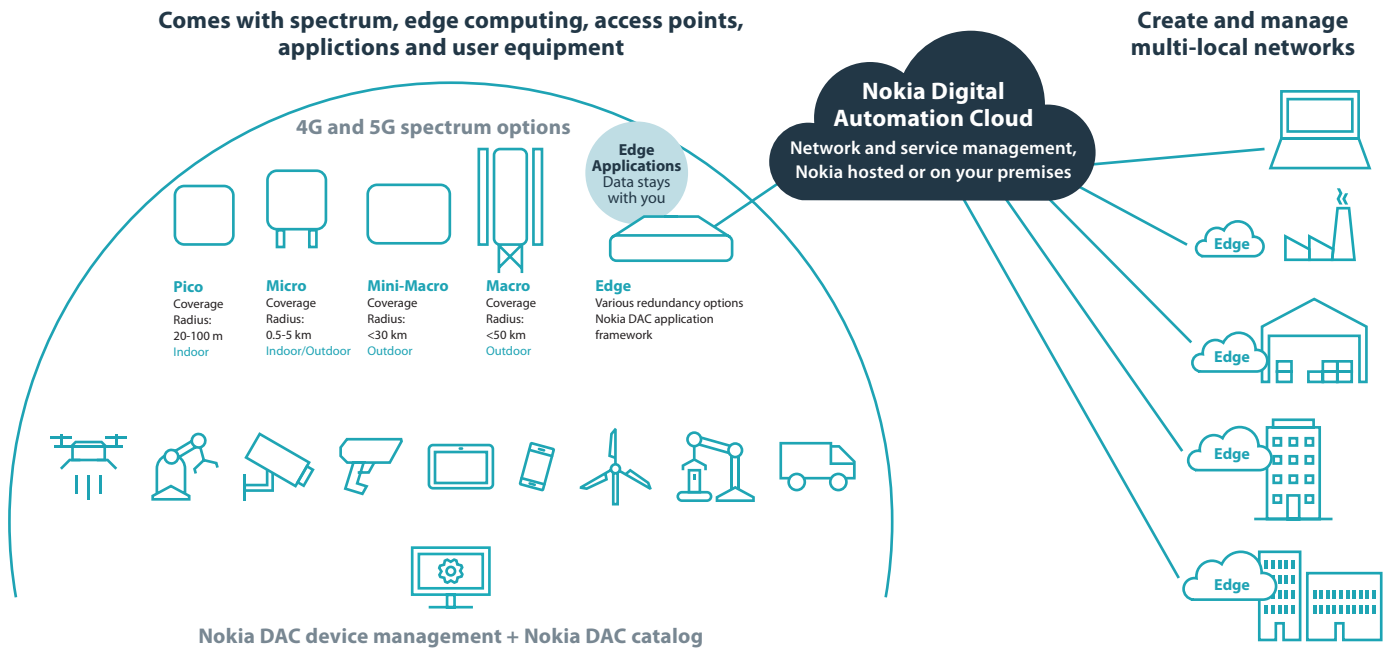 Comes with spectrum, edge computing, access points,
applictions and user equipment
Create and manage
multi-local networks
Nokia Digital
Automation Cloud
Network and service management,
Nokia hosted or on your premises
4G and 5G spectrum options
Edge
Applications
Data stays
with you
Pico
Coverage
Radius:
20-100 m
Indoor
Micro
Coverage
Radius:
0.5-5 km
Indoor/Outdoor
Mini-Macro
Coverage
Radius:
<30 km
Outdoor
Macro
Coverage
Radius:
<50 km
Outdoor
Edge
Various redundancy options
Nokia DAC application
framework
Edge
Edge
Edge
Edge
Nokia DAC device management + Nokia DAC catalog